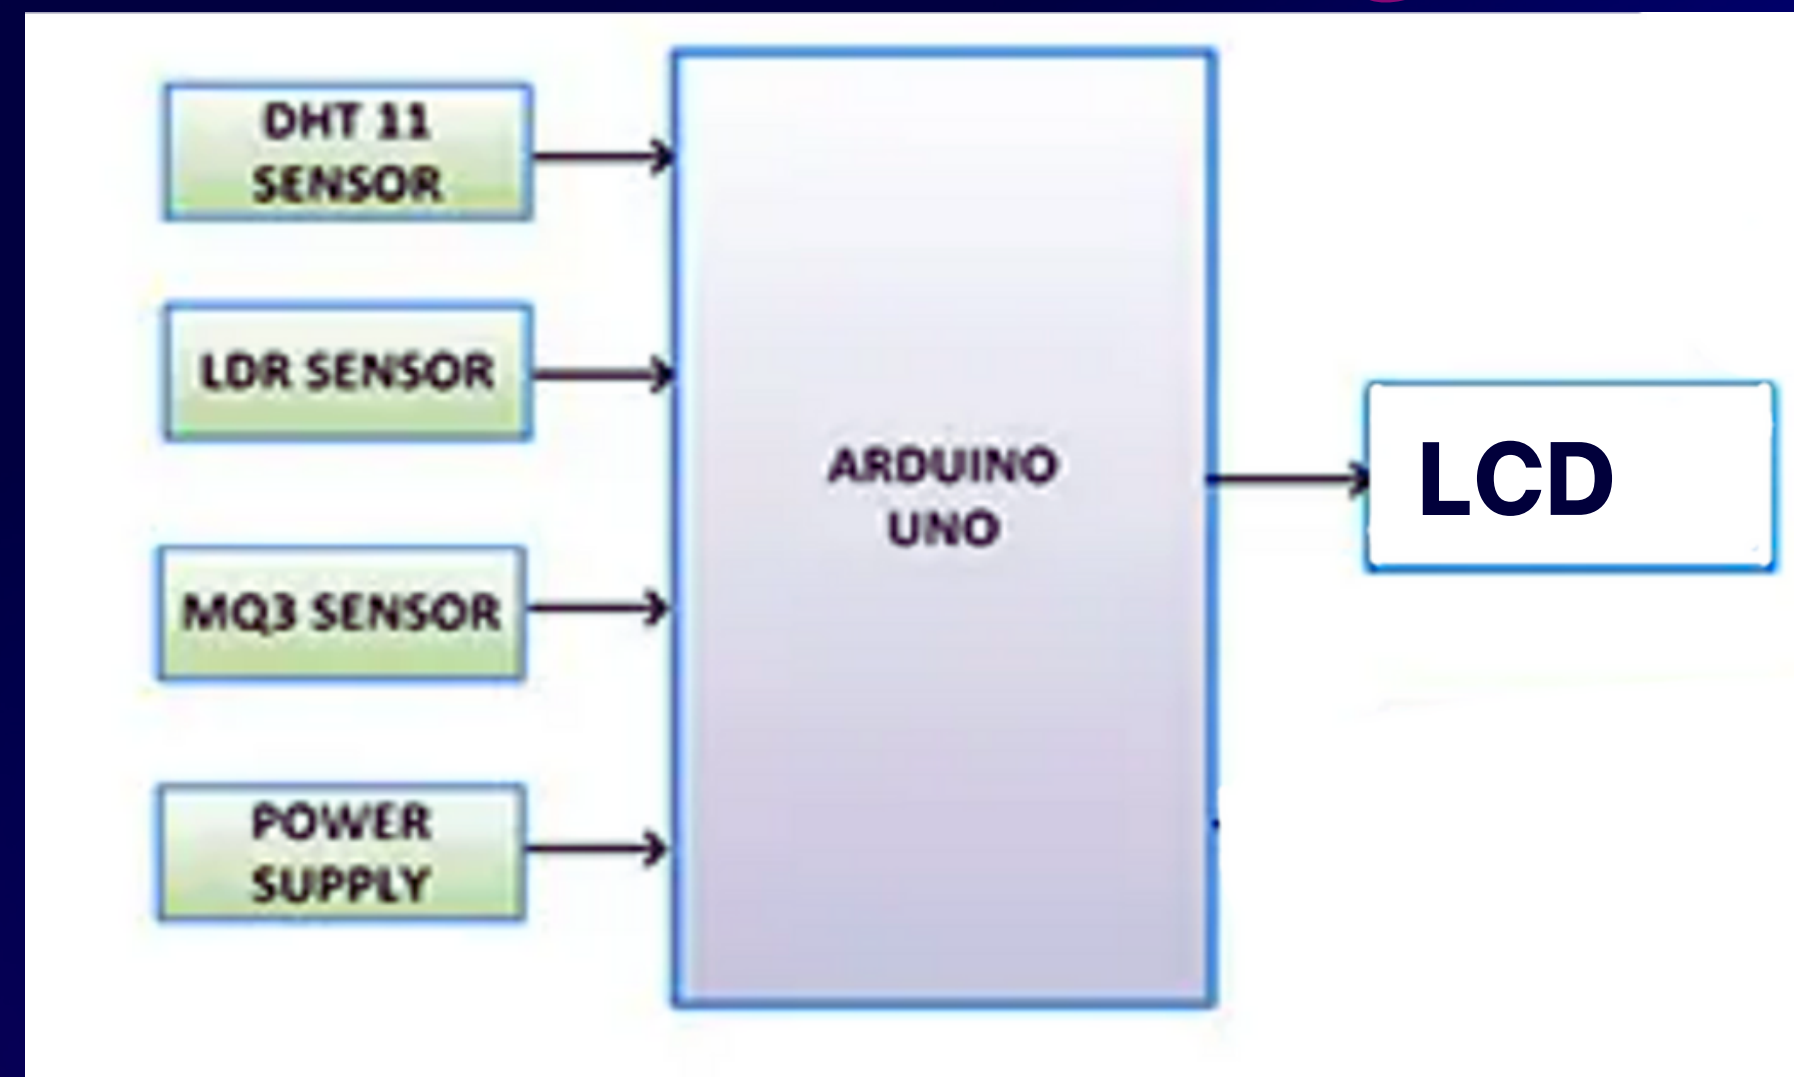 DHT 11
SENSOR
LDR SENSOR
MQ3 SENSOR
POWER
SUPPLY
ARDUINO
UNO
LCD